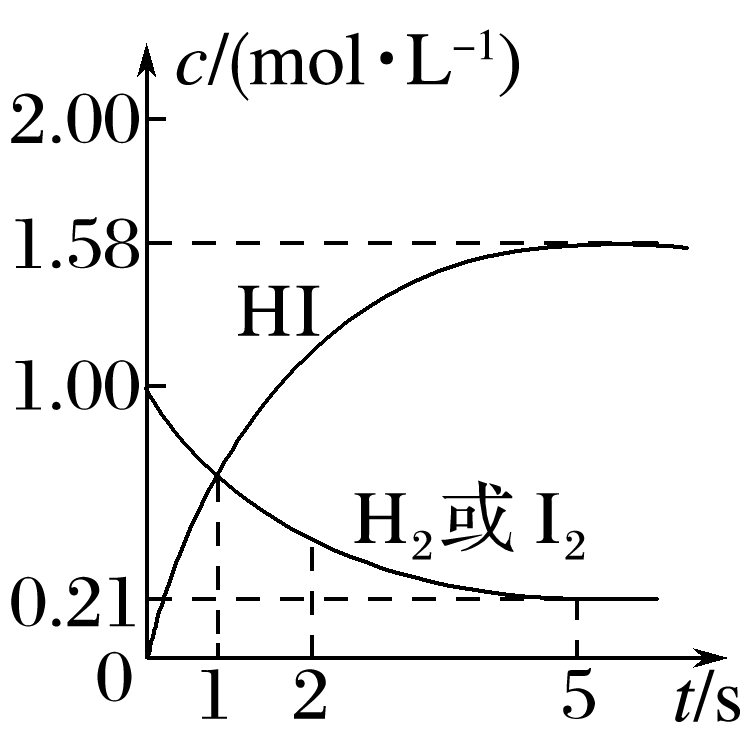 c/(mol·L⁻¹)
2.00
1.58
HI
1.00
H₂或 I₂
0.21
0
1 2 5 t/s